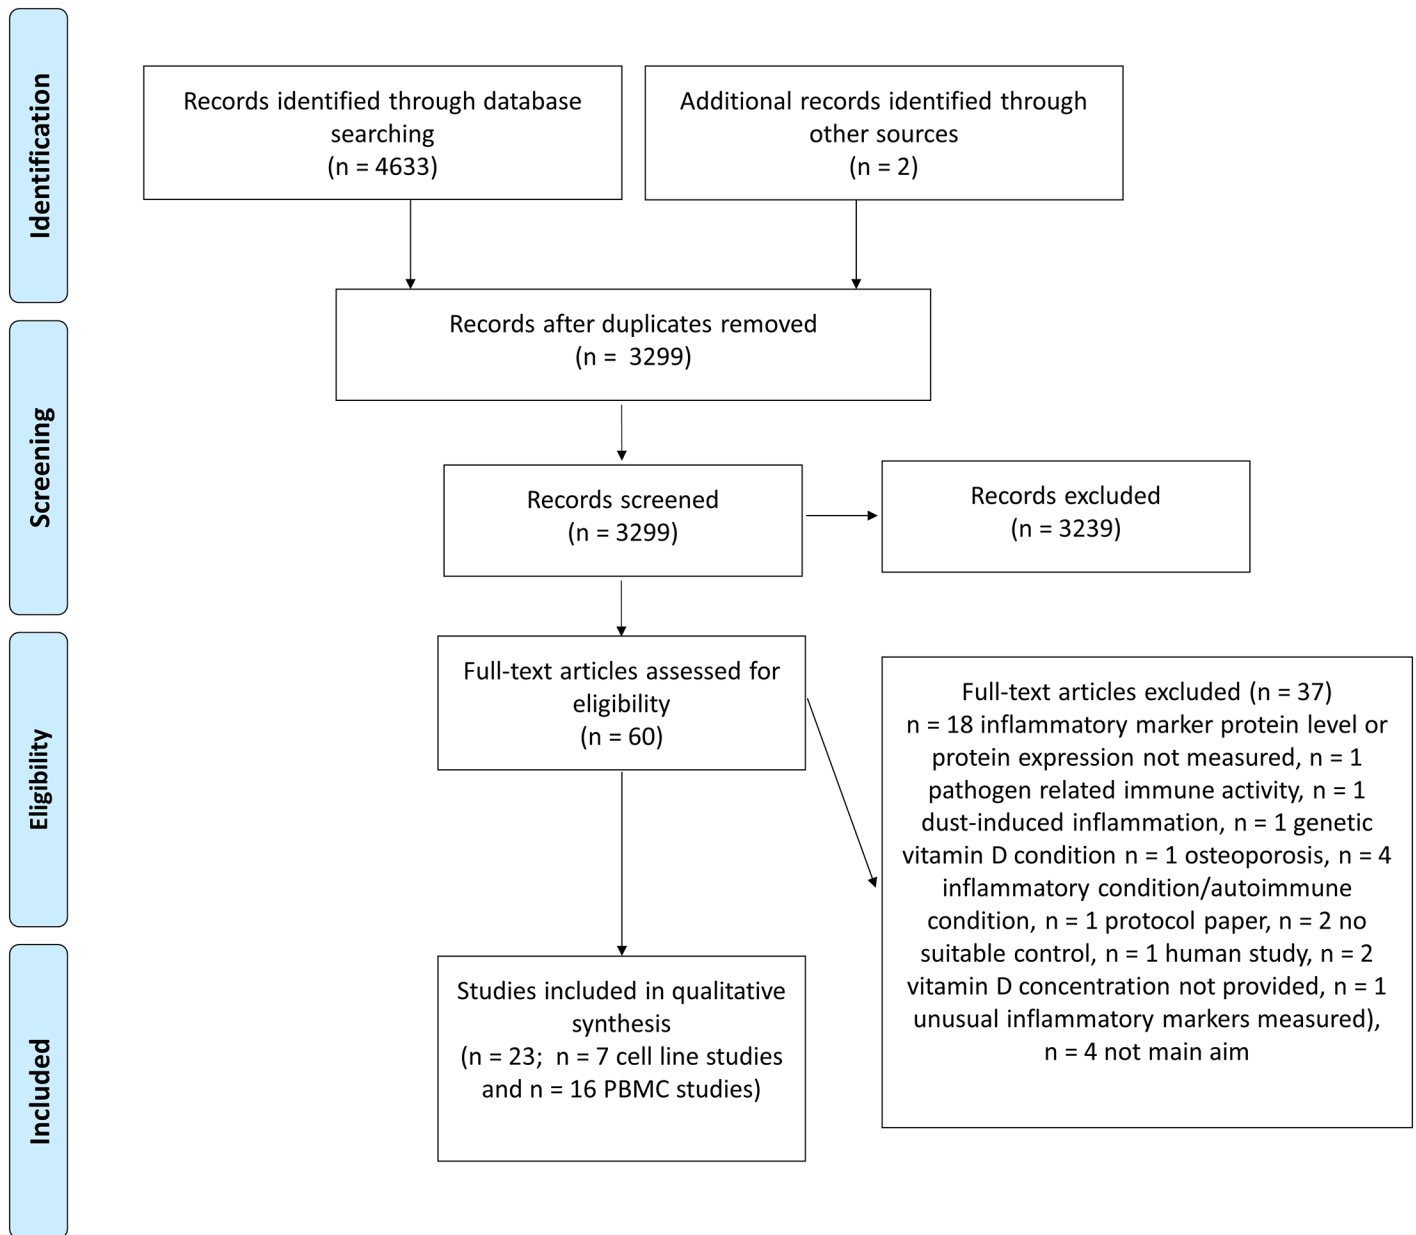 Identification
Records identified through database
searching
(n = 4633)
Additional records identified through
other sources
(n = 2)
Records after duplicates removed
(n =  3299)
Screening
Records screened
(n = 3299)
Records excluded
(n = 3239)
Eligibility
Full-text articles assessed for
eligibility
(n = 60)
Full-text articles excluded (n = 37)
n = 18 inflammatory marker protein level or
protein expression not measured, n = 1
pathogen related immune activity, n = 1
dust-induced inflammation, n = 1 genetic
vitamin D condition n = 1 osteoporosis, n = 4
inflammatory condition/autoimmune
condition, n = 1 protocol paper, n = 2 no
suitable control, n = 1 human study, n = 2
vitamin D concentration not provided, n = 1
unusual inflammatory markers measured),
n = 4 not main aim
Included
Studies included in qualitative
synthesis
(n = 23;  n = 7 cell line studies
and n = 16 PBMC studies)